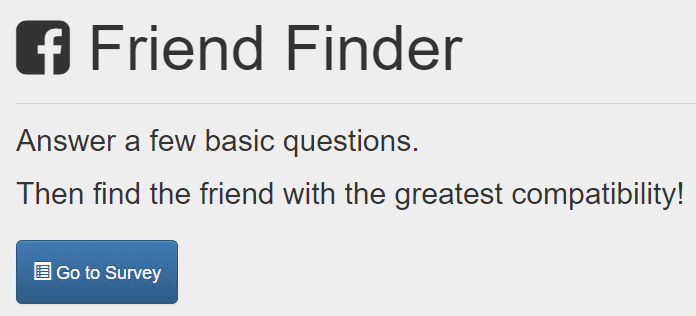 Friend Finder
Answer a few basic questions.
Then find the friend with the greatest compatibility!
Go to Survey